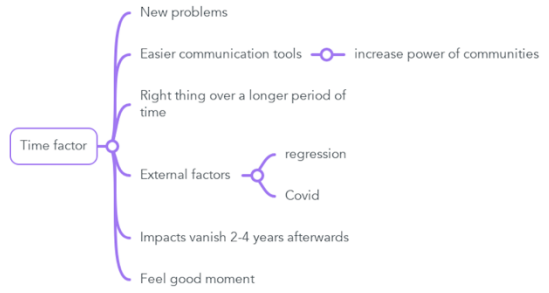 Time factor
New problems
Easier communication tools
increase power of communities
Right thing over a longer period of
time
External factors
regression
Covid
Impacts vanish 2-4 years afterwards
Feel good moment